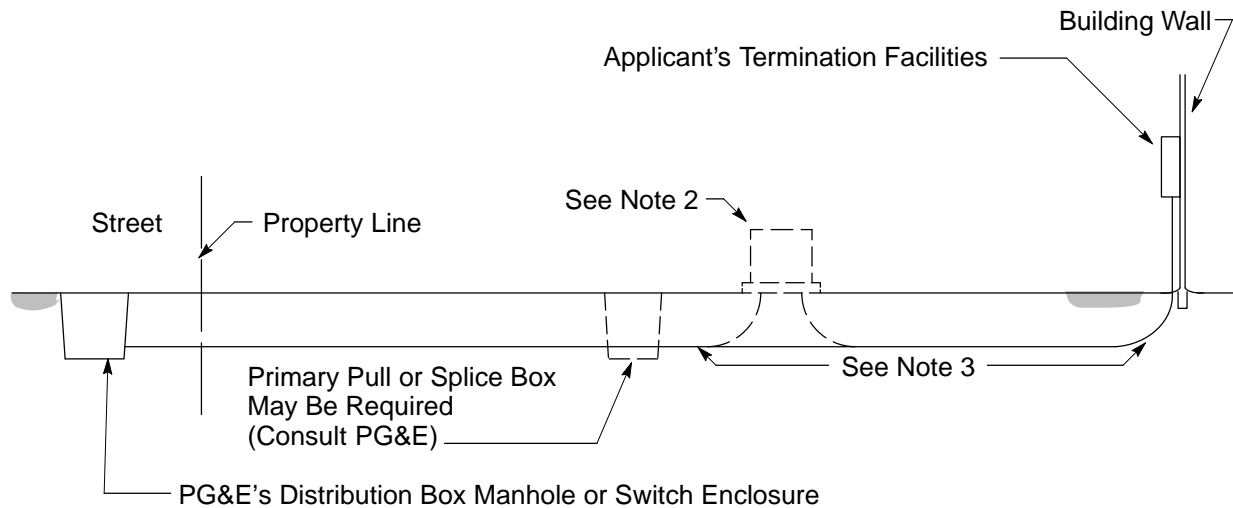 Building Wall
Applicant's Termination Facilities
See Note 2
Street
Property Line
See Note 3
Primary Pull or Splice Box
May Be Required
(Consult PG&E)
PG&E's Distribution Box Manhole or Switch Enclosure